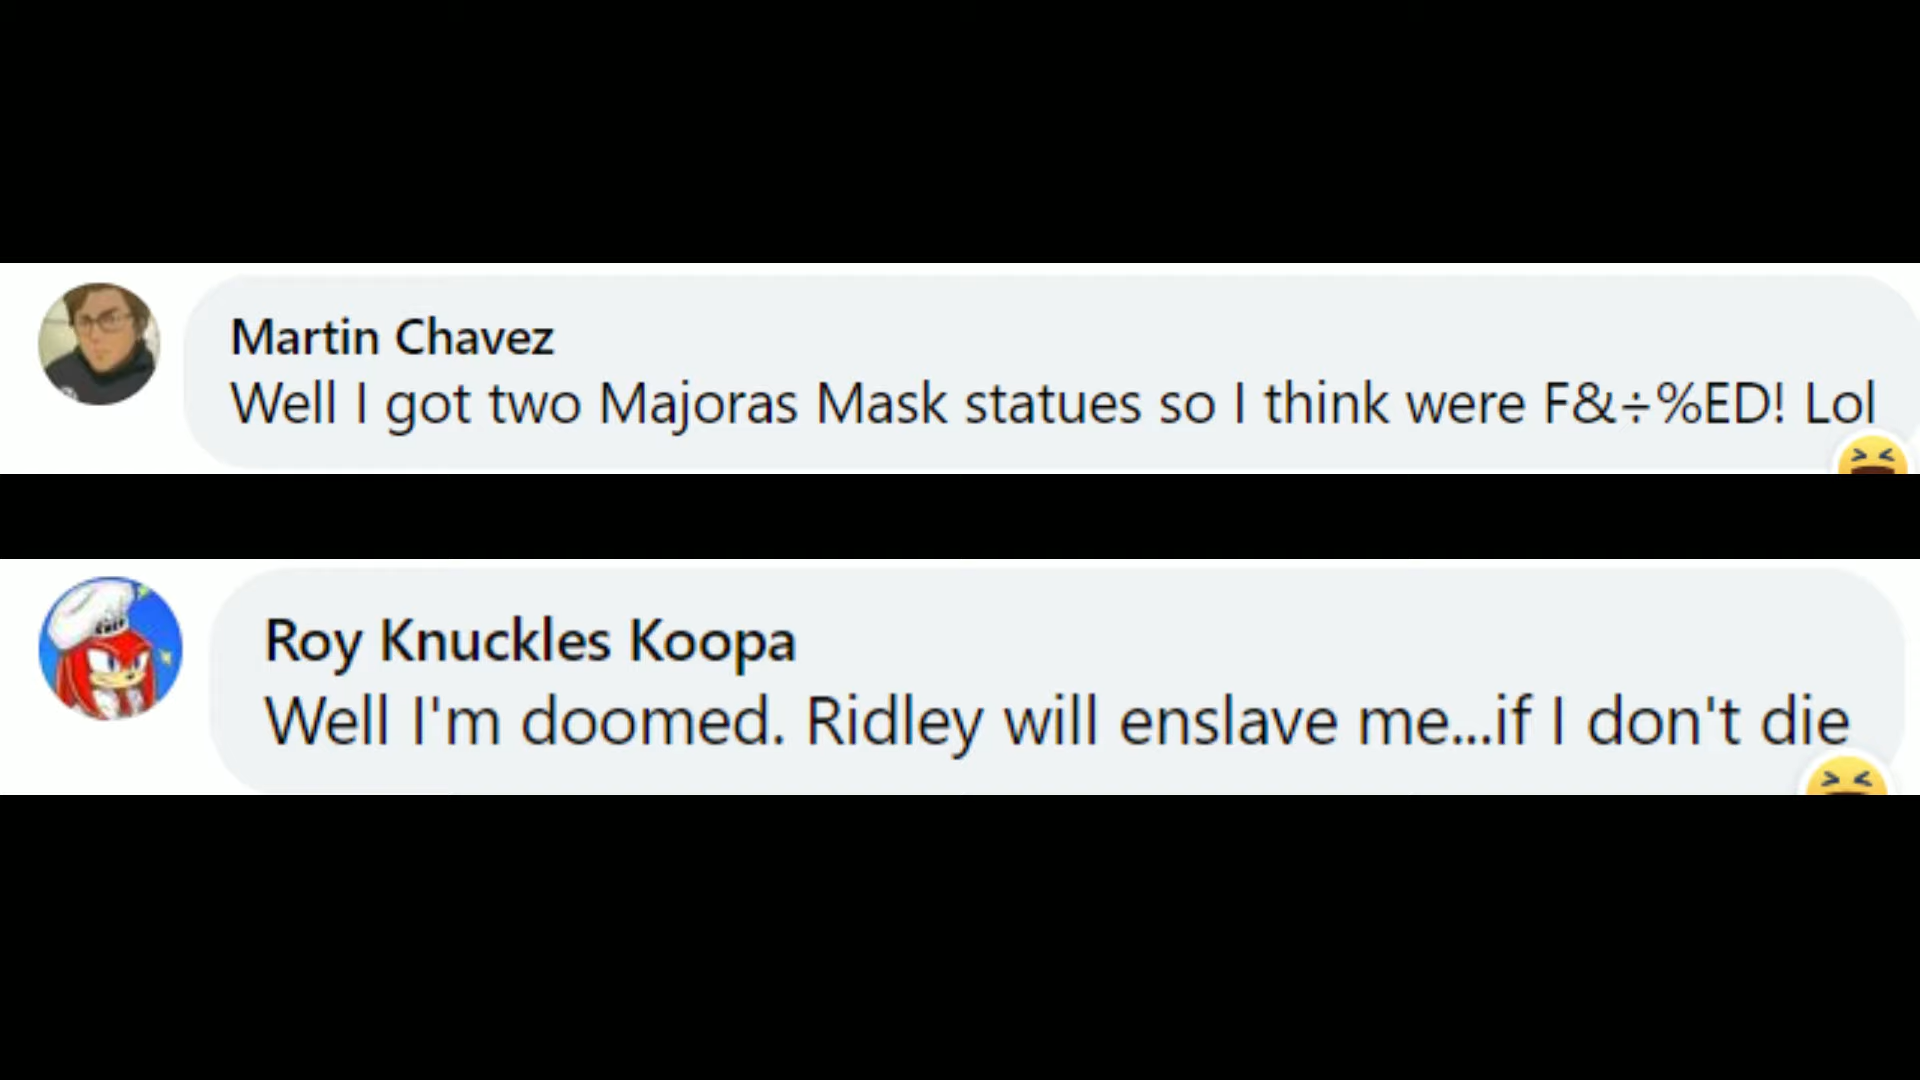 Martin Chavez
Well I got two Majoras Mask statues so I think were F&÷%ED! Lol
Roy Knuckles Koopa
Well I'm doomed. Ridley will enslave me...if I don't die